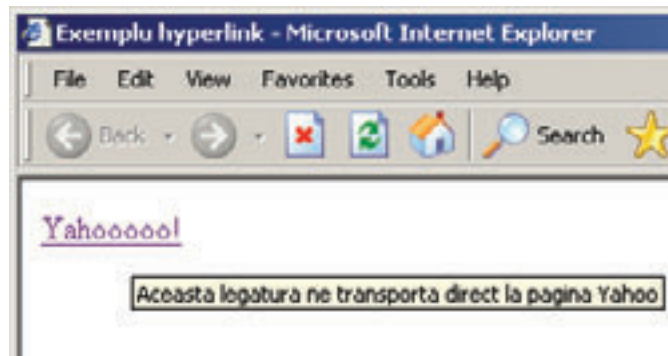 Exemplu hyperlink - Microsoft Internet Explorer
File Edit View Favorites Tools Help
Back Search
Yahooooo!
Aceasta legatura ne transporta direct la pagina Yahoo